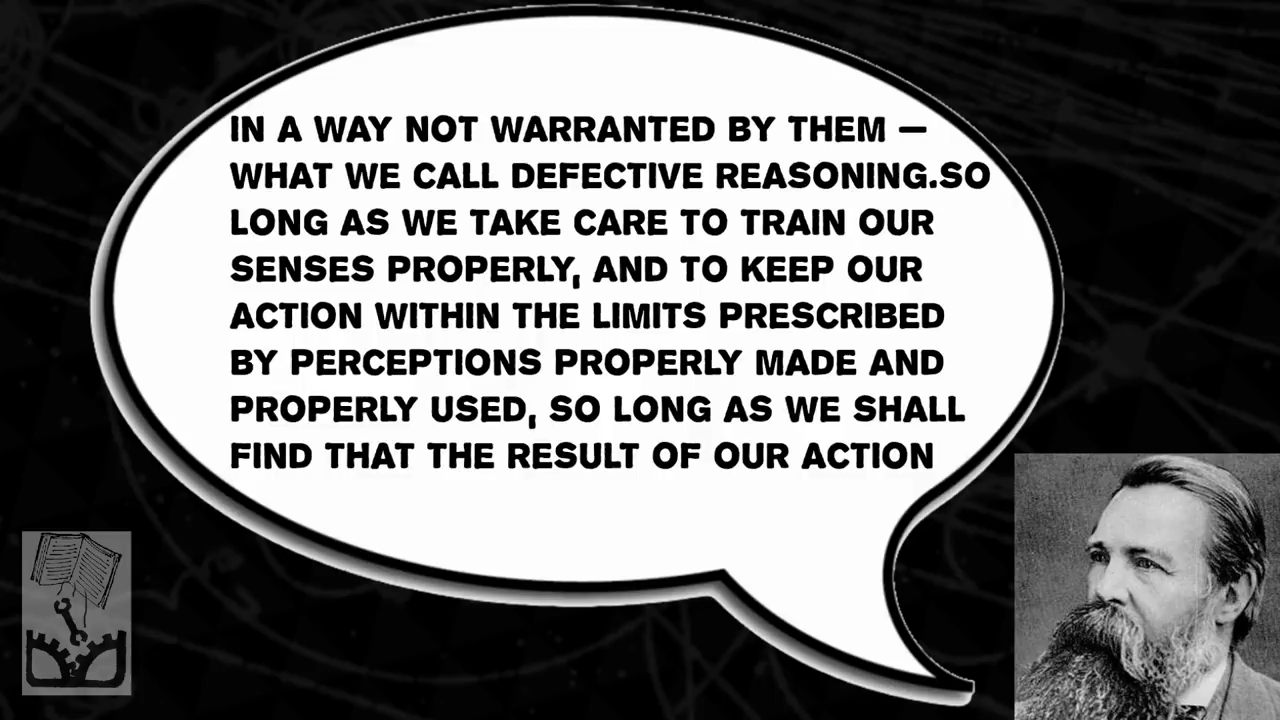 IN A WAY NOT WARRANTED BY THEM —
WHAT WE CALL DEFECTIVE REASONING.SO
LONG AS WE TAKE CARE TO TRAIN OUR
SENSES PROPERLY, AND TO KEEP OUR
ACTION WITHIN THE LIMITS PRESCRIBED
BY PERCEPTIONS PROPERLY MADE AND
PROPERLY USED, SO LONG AS WE SHALL
FIND THAT THE RESULT OF OUR ACTION